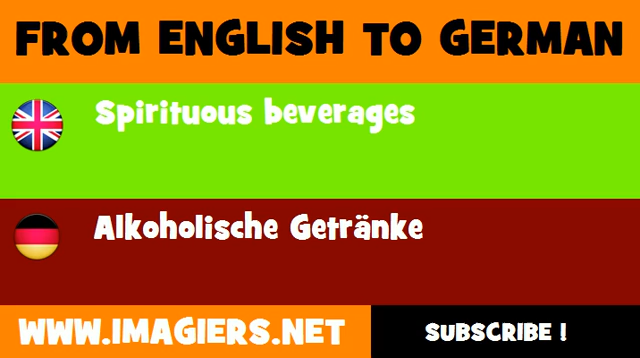 FROM ENGLISH TO GERMAN
Spirituous beverages
Alkoholische Getränke
WWW.IMAGIERS.NET
SUBSCRIBE !